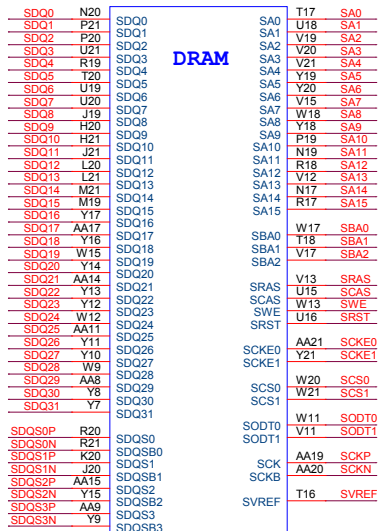 DRAM
SDQ0 N20 SDQ0
SDQ1 P21 SDQ1
SDQ2 P20 SDQ2
SDQ3 U21 SDQ3
SDQ4 R19 SDQ4
SDQ5 T20 SDQ5
SDQ6 U19 SDQ6
SDQ7 U20 SDQ7
SDQ8 J19 SDQ8
SDQ9 H20 SDQ9
SDQ10 H21 SDQ10
SDQ11 J21 SDQ11
SDQ12 L20 SDQ12
SDQ13 L21 SDQ13
SDQ14 M21 SDQ14
SDQ15 M19 SDQ15
SDQ16 Y17 SDQ16
SDQ17 AA17 SDQ17
SDQ18 Y16 SDQ18
SDQ19 W15 SDQ19
SDQ20 Y14 SDQ20
SDQ21 AA14 SDQ21
SDQ22 Y13 SDQ22
SDQ23 Y12 SDQ23
SDQ24 W12 SDQ24
SDQ25 AA11 SDQ25
SDQ26 Y11 SDQ26
SDQ27 Y10 SDQ27
SDQ28 W9 SDQ28
SDQ29 AA8 SDQ29
SDQ30 Y8 SDQ30
SDQ31 Y7 SDQ31
SDQS0P R20 SDQS0
SDQS0N R21 SDQSB0
SDQS1P K20 SDQS1
SDQS1N J20 SDQSB1
SDQS2P AA15 SDQS2
SDQS2N Y15 SDQSB2
SDQS3P AA9 SDQS3
SDQS3N Y9 SDQSB3
SA0 T17 SA0
SA1 U18 SA1
SA2 V19 SA2
SA3 V20 SA3
SA4 V21 SA4
SA5 Y19 SA5
SA6 Y20 SA6
SA7 V15 SA7
SA8 W18 SA8
SA9 Y18 SA9
SA10 P19 SA10
SA11 N19 SA11
SA12 R18 SA12
SA13 V12 SA13
SA14 N17 SA14
SA15 R17 SA15
SBA0 W17 SBA0
SBA1 T18 SBA1
SBA2 V17 SBA2
SRAS V13 SRAS
SCAS U15 SCAS
SWE W13 SWE
SRST U16 SRST
SCKE0 AA21 SCKE0
SCKE1 Y21 SCKE1
SCS0 W20 SCS0
SCS1 W21 SCS1
SODT0 W11 SODT0
SODT1 V11 SODT1
SCK AA19 SCKP
SCKB AA20 SCKN
SVREF T16 SVREF